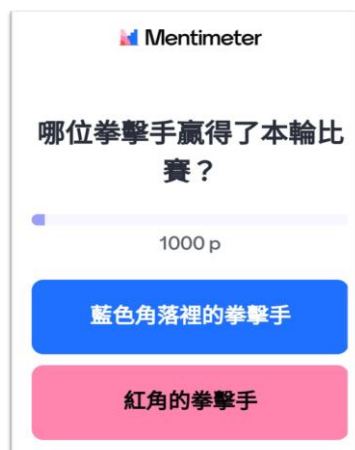 Mentimeter
哪位拳擊手贏得了本輪比
賽？
1000 p
藍色角落裡的拳擊手
紅角的拳擊手